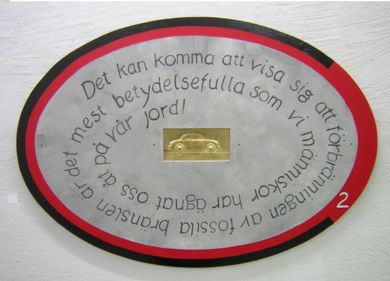 Det kan komma att visa sig att förbränningen av fossila bränslen är det mest betydelsefulla som vi människor har ägnat oss åt på vår jord!
2